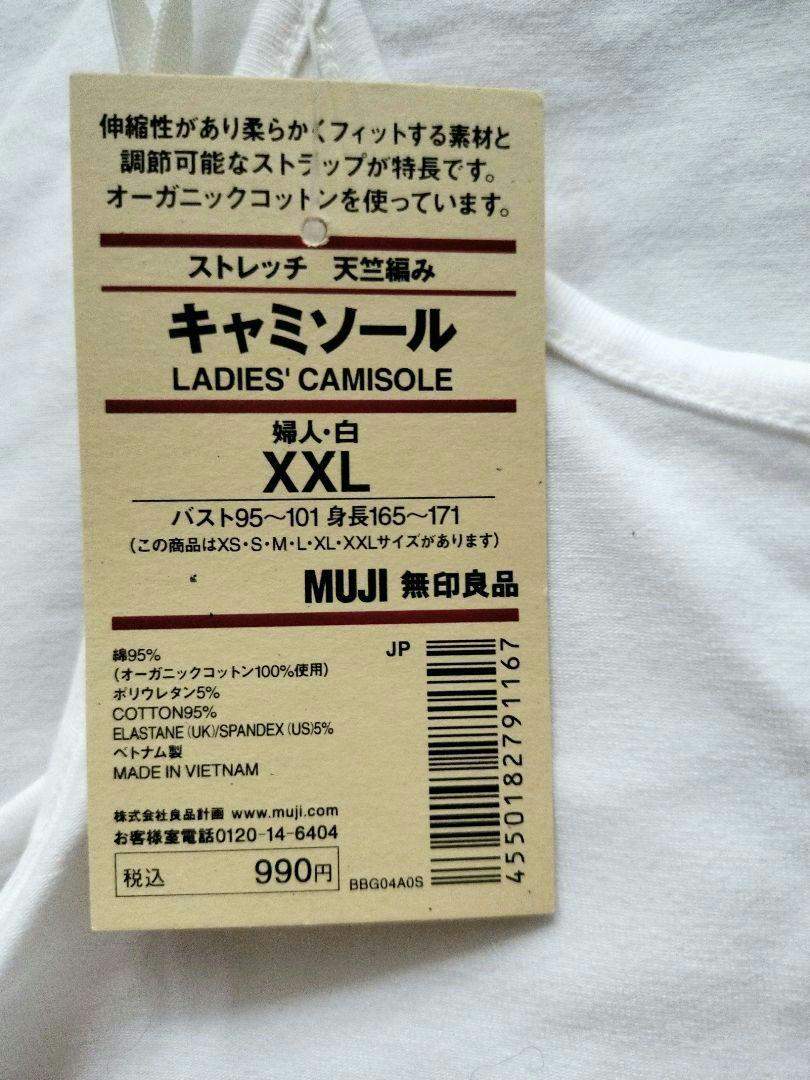 伸縮性があり柔らかくフィットする素材と
調節可能なストラップが特長です。
オーガニックコットンを使っています。
ストレッチ 天竺編み
キャミソール
LADIES' CAMISOLE
婦人・白
XXL
バスト95〜101 身長165〜171
(この商品はXS・S・M・L・XL・XXLサイズがあります)
MUJI 無印良品
綿95%
(オーガニックコットン100%使用)
ポリウレタン5%
COTTON95%
ELASTANE (UK)/SPANDEX (US)5%
ベトナム製
MADE IN VIETNAM
株式会社良品計画 www.muji.com
お客様室電話0120-14-6404
税込 990円
JP
4550182791167
BBG04A0S